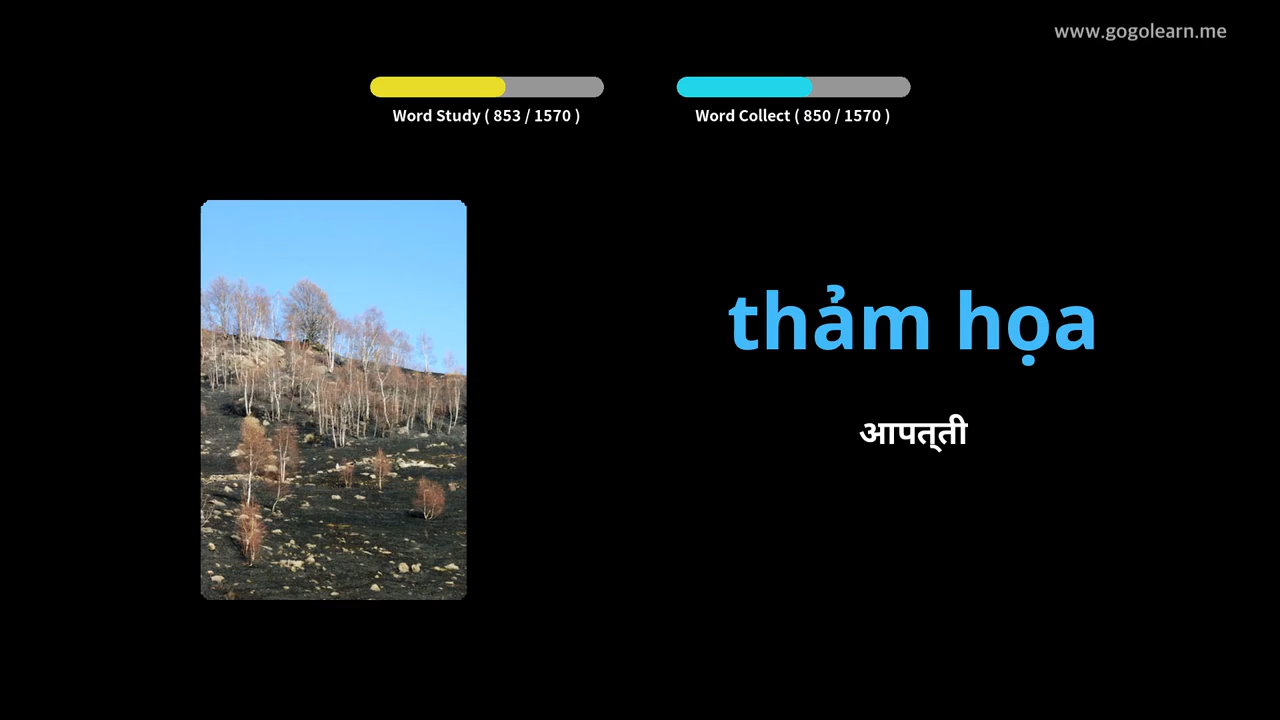 www.gogolearn.me
Word Study ( 853 / 1570 )
Word Collect ( 850 / 1570 )
thảm họa
आपत्‌ती